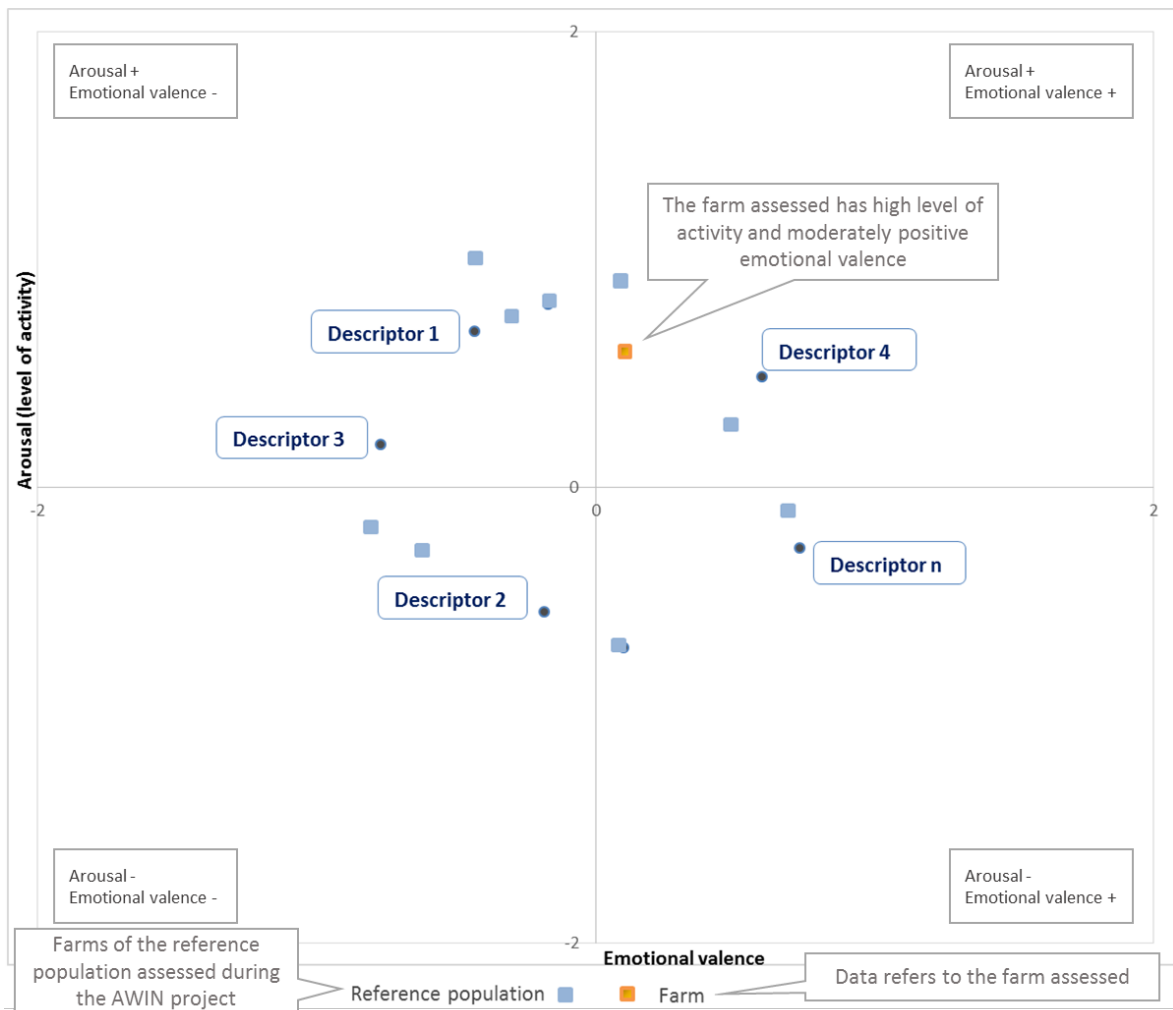 2
Arousal +
Emotional valence -
Arousal +
Emotional valence +
The farm assessed has high level of
activity and moderately positive
emotional valence
Arousal (level of activity)
Descriptor 1
Descriptor 4
Descriptor 3
0
-2
0
2
Descriptor n
Descriptor 2
Arousal -
Emotional valence -
Arousal -
Emotional valence +
-2
Emotional valence
Farms of the reference
population assessed during
the AWIN project
Reference population
Farm
Data refers to the farm assessed